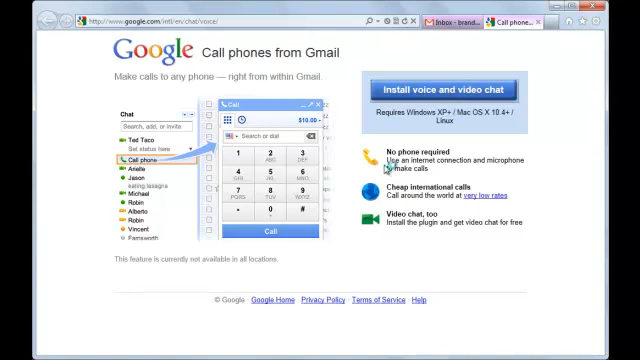 http://www.google.com/intl/en/chat/voice/
Inbox - brand...
Call phones...
Google Call phones from Gmail
Make calls to any phone — right from within Gmail.
Install voice and video chat
Requires Windows XP+ / Mac OS X 10.4+ /
Linux
Chat
Search, add, or invite
Ted Taco
Set status here
Call phone
Arielle
Jason
eating lasagna
Michael
Robin
Alberto
Robin
Vincent
Farnsworth
Call
$10.00
Search or dial
1 2 3
ABC DEF
4 5 6
GHI JKL MNO
7 8 9
PQRS TUV WXYZ
* 0 #
+
Call
No phone required
Use an internet connection and microphone
make calls
Cheap international calls
Call around the world at very low rates
Video chat, too
Install the plugin and get video chat for free
This feature is currently not available in all locations.
© Google Google Home Privacy Policy Terms of Service Help